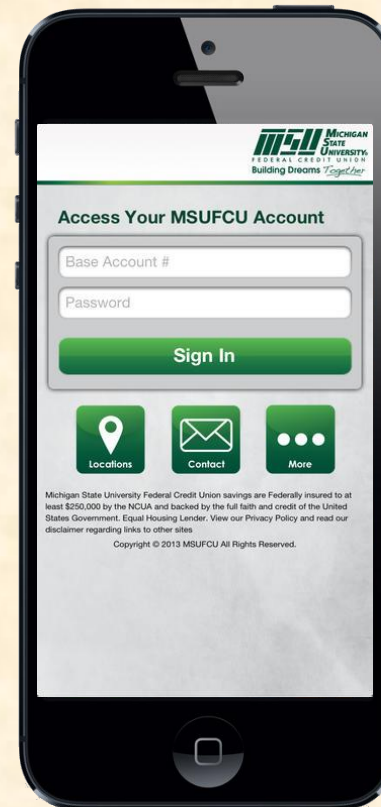 MSU MICHIGAN
STATE
UNIVERSITY
FEDERAL CREDIT UNION
Building Dreams Together
Access Your MSUFCU Account
Base Account #
Password
Sign In
Locations
Contact
More
Michigan State University Federal Credit Union savings are Federally insured to at
least $250,000 by the NCUA and backed by the full faith and credit of the United
States Government. Equal Housing Lender. View our Privacy Policy and read our
disclaimer regarding links to other sites
Copyright © 2013 MSUFCU All Rights Reserved.